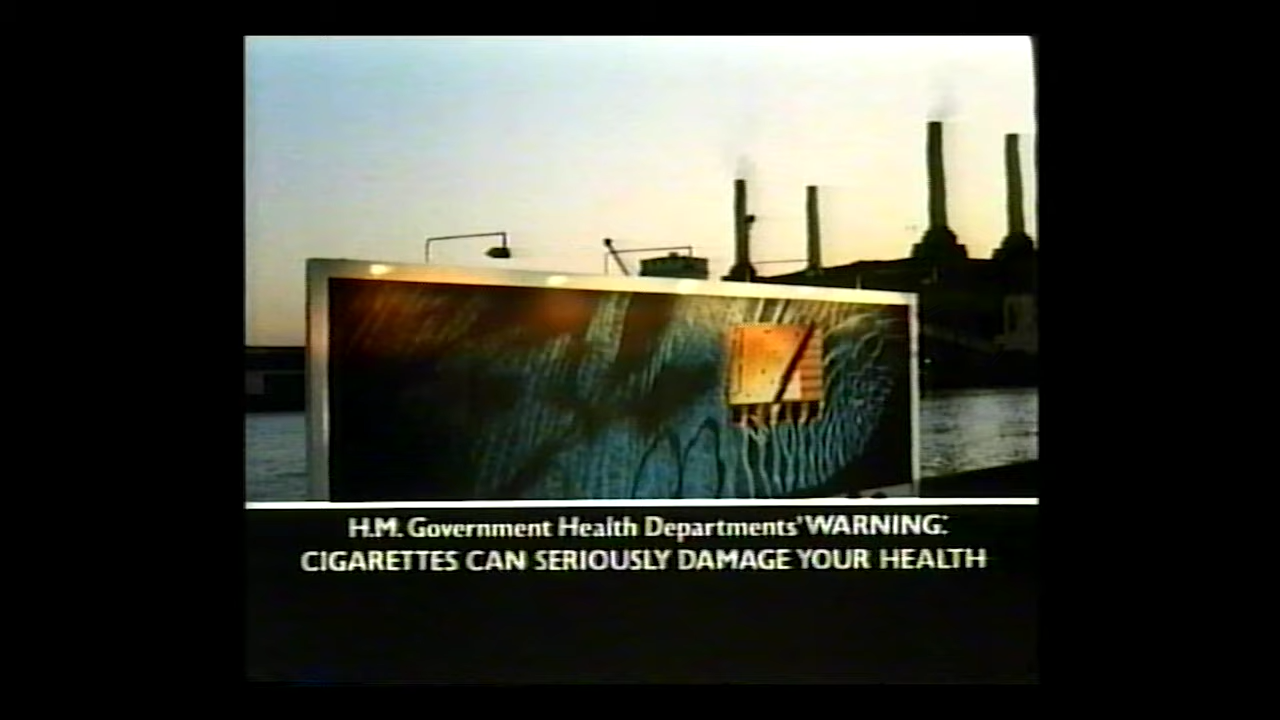 H.M. Government Health Departments' WARNING:
CIGARETTES CAN SERIOUSLY DAMAGE YOUR HEALTH